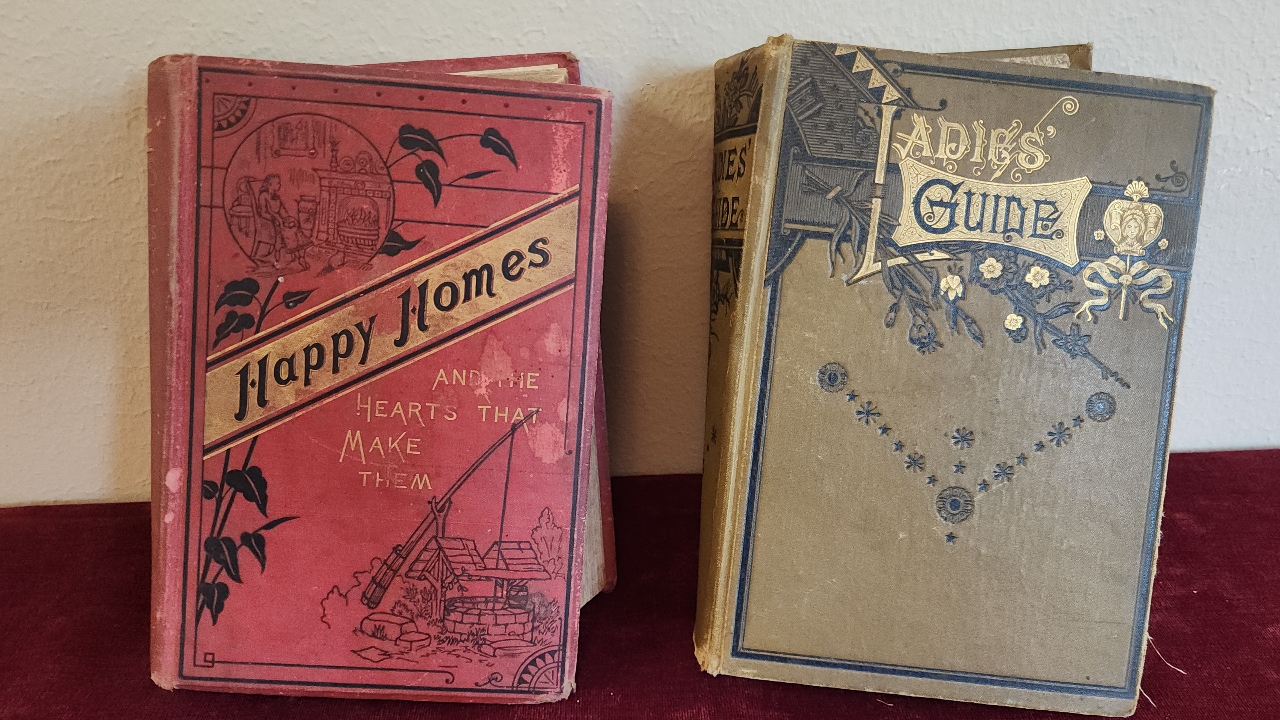 Happy Homes
AND THE
HEARTS THAT
MAKE
THEM
LADIES'
GUIDE